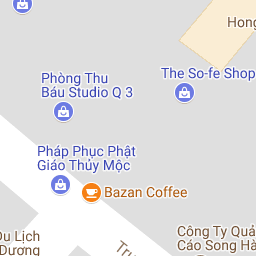 Hong
Phòng Thu
Báu Studio Q 3
The So-fe Shop
Pháp Phục Phật
Giáo Thủy Mộc
Bazan Coffee
Du Lịch
Dương
Công Ty Quả
Cáo Song Hà
Trư